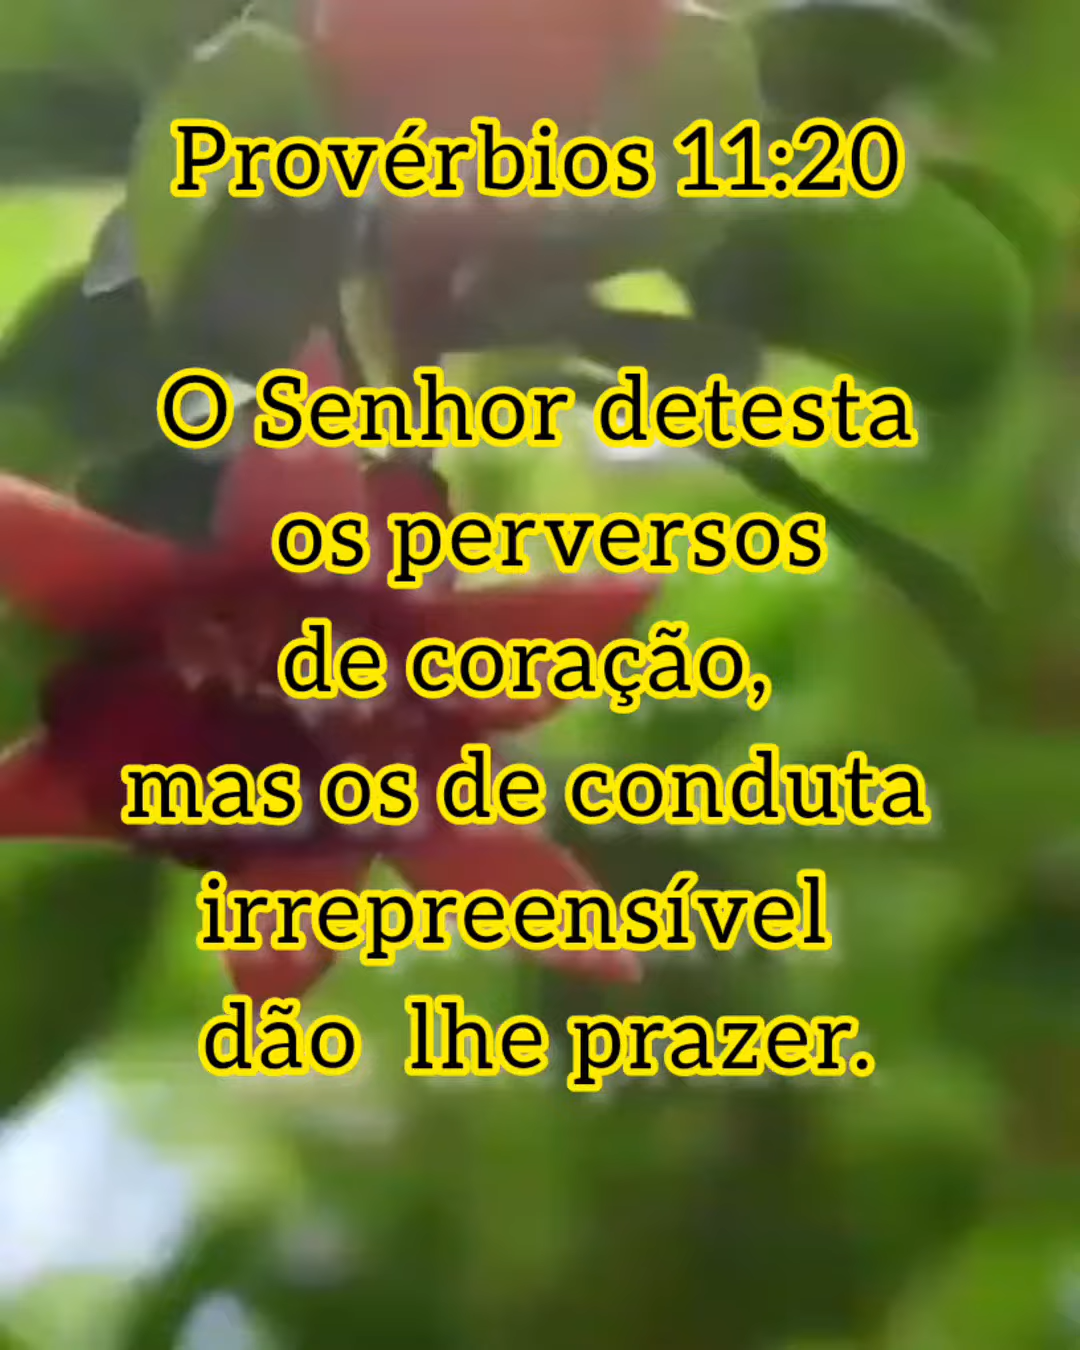 Provérbios 11:20
O Senhor detesta
os perversos
de coração,
mas os de conduta
irrepreensível
dão lhe prazer.